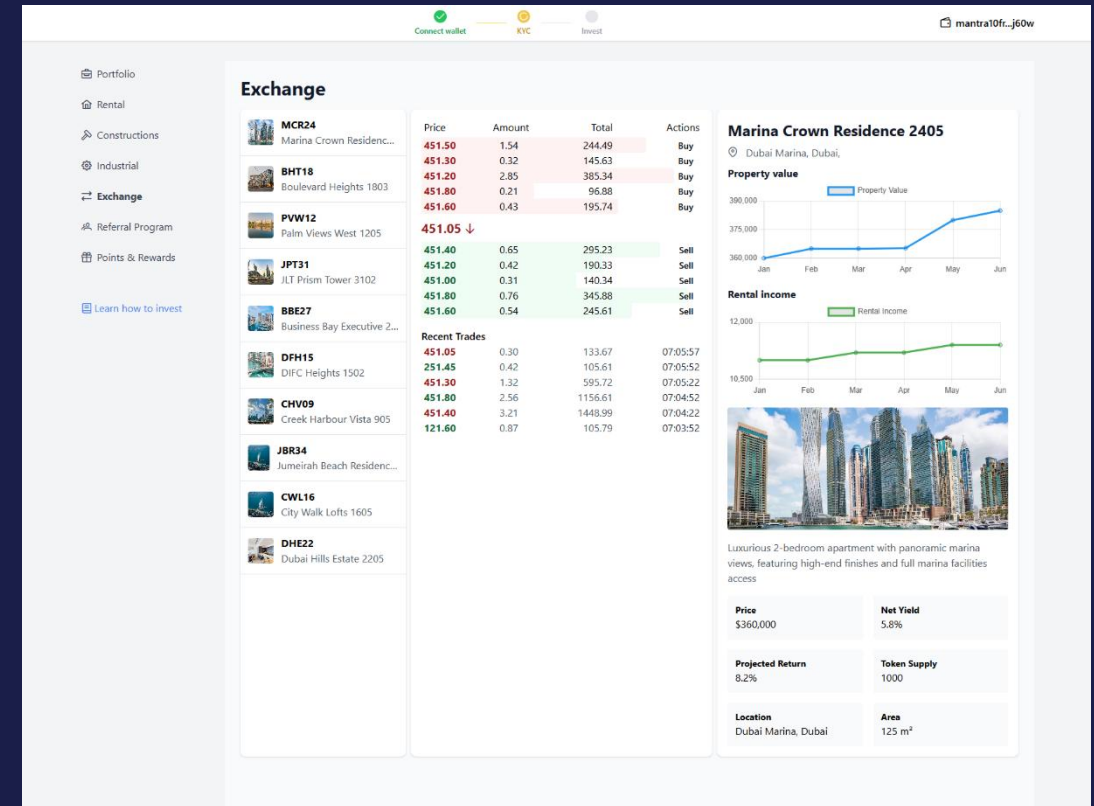 Connect wallet
KYC
Invest
mantra10fr...j60w
Portfolio
Rental
Constructions
Industrial
Exchange
Referral Program
Points & Rewards
Learn how to invest
Exchange
MCR24
Marina Crown Residenc...
BHT18
Boulevard Heights 1803
PVW12
Palm Views West 1205
JPT31
JLT Prism Tower 3102
BBE27
Business Bay Executive 2...
DFH15
DIFC Heights 1502
CHV09
Creek Harbour Vista 905
JBR34
Jumeirah Beach Residenc...
CWL16
City Walk Lofts 1605
DHE22
Dubai Hills Estate 2205
Price Amount Total Actions
451.50 1.54 244.49 Buy
451.30 0.32 145.63 Buy
451.20 2.85 385.34 Buy
451.80 0.21 96.88 Buy
451.60 0.43 195.74 Buy
451.05 ↓
451.40 0.65 295.23 Sell
451.20 0.42 190.33 Sell
451.00 0.31 140.34 Sell
451.80 0.76 345.88 Sell
451.60 0.54 245.61 Sell
Recent Trades
451.05 0.30 133.67 07:05:57
251.45 0.42 105.61 07:05:52
451.30 1.32 595.72 07:05:22
451.80 2.56 1156.61 07:04:52
451.40 3.21 1448.99 07:04:22
121.60 0.87 105.79 07:03:52
Marina Crown Residence 2405
Dubai Marina, Dubai,
Property value
Property Value
390,000
375,000
360,000
Jan Feb Mar Apr May Jun
Rental income
Rental Income
12,000
10,500
Jan Feb Mar Apr May Jun
Luxurious 2-bedroom apartment with panoramic marina
views, featuring high-end finishes and full marina facilities
access
Price
$360,000
Net Yield
5.8%
Projected Return
8.2%
Token Supply
1000
Location
Dubai Marina, Dubai
Area
125 m²